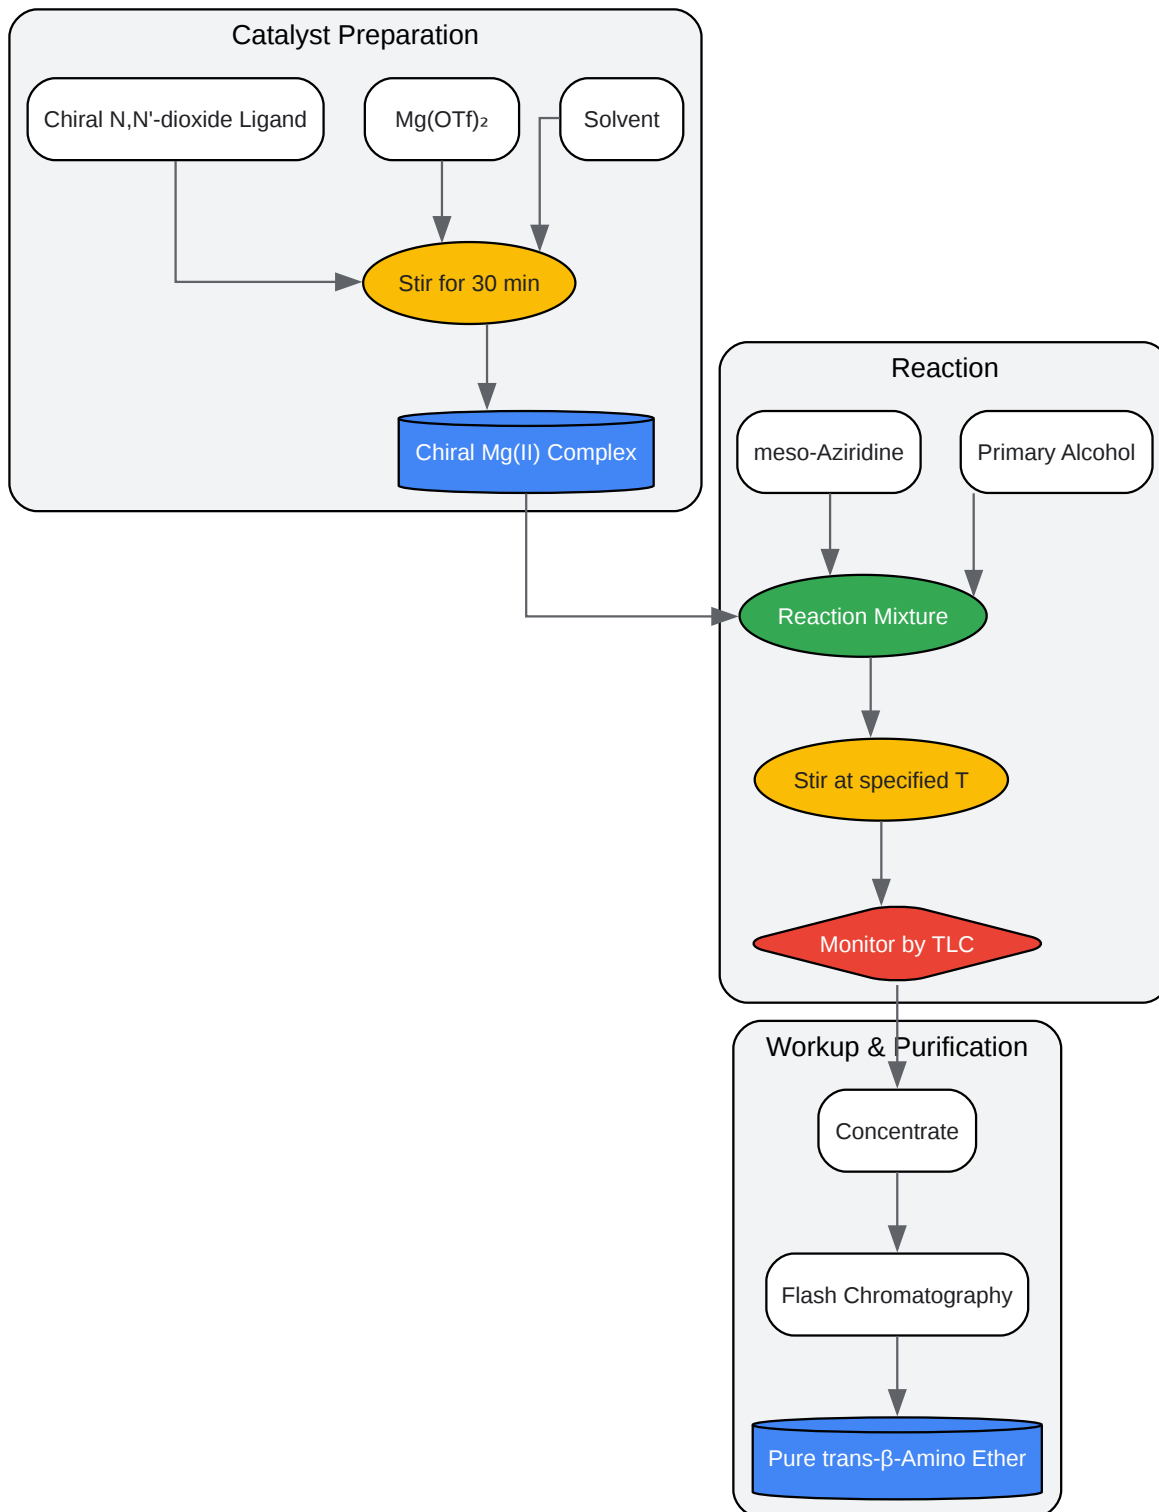 Catalyst Preparation
Chiral N,N'-dioxide Ligand
Mg(OTf)₂
Solvent
Stir for 30 min
Chiral Mg(II) Complex
Reaction
meso-Aziridine
Primary Alcohol
Reaction Mixture
Stir at specified T
Monitor by TLC
Workup & Purification
Concentrate
Flash Chromatography
Pure trans-β-Amino Ether